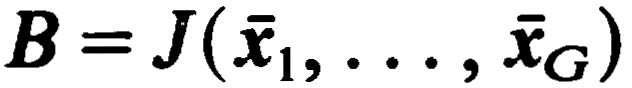 B = J(x̄₁, . . . , x̄_G)